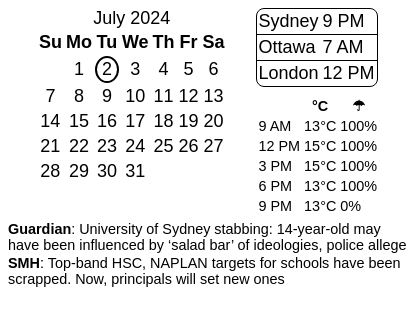 July 2024
Su Mo Tu We Th Fr Sa
1 2 3 4 5 6
7 8 9 10 11 12 13
14 15 16 17 18 19 20
21 22 23 24 25 26 27
28 29 30 31
Sydney 9 PM
Ottawa 7 AM
London 12 PM
°C ☂
9 AM 13°C 100%
12 PM 15°C 100%
3 PM 15°C 100%
6 PM 13°C 100%
9 PM 13°C 0%
Guardian: University of Sydney stabbing: 14-year-old may
have been influenced by ‘salad bar’ of ideologies, police allege
SMH: Top-band HSC, NAPLAN targets for schools have been
scrapped. Now, principals will set new ones